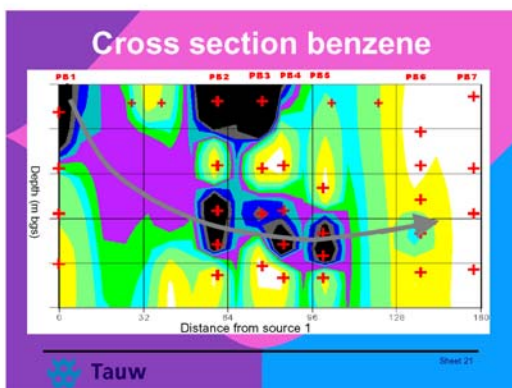 Cross section benzene
PB1 PB2 PB3 PB4 PB5 PB6 PB7
Depth (m bgs)
0 32 64 96 128 160
Distance from source 1
Tauw
Sheet 21